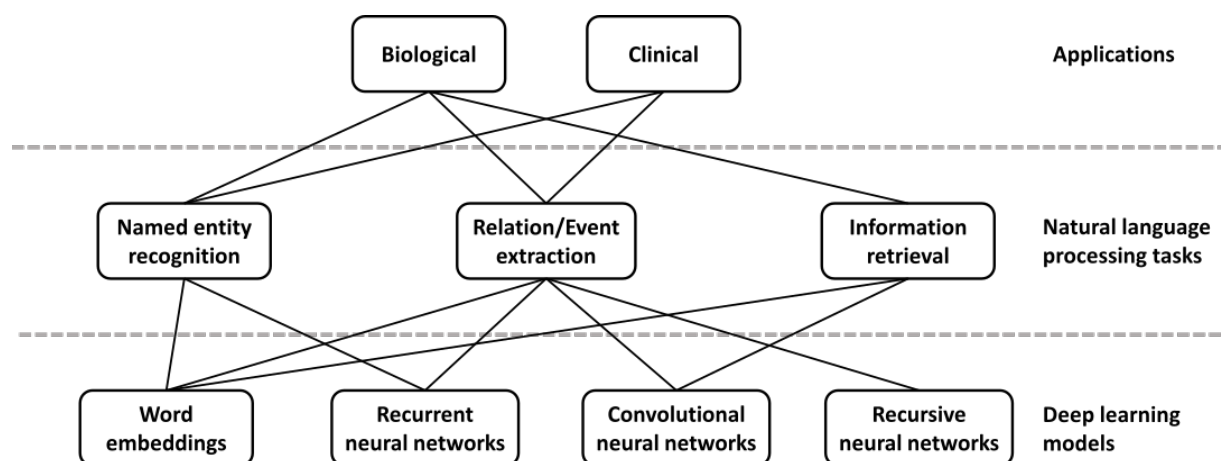 Biological
Clinical
Applications
Named entity
recognition
Relation/Event
extraction
Information
retrieval
Natural language
processing tasks
Word
embeddings
Recurrent
neural networks
Convolutional
neural networks
Recursive
neural networks
Deep learning
models